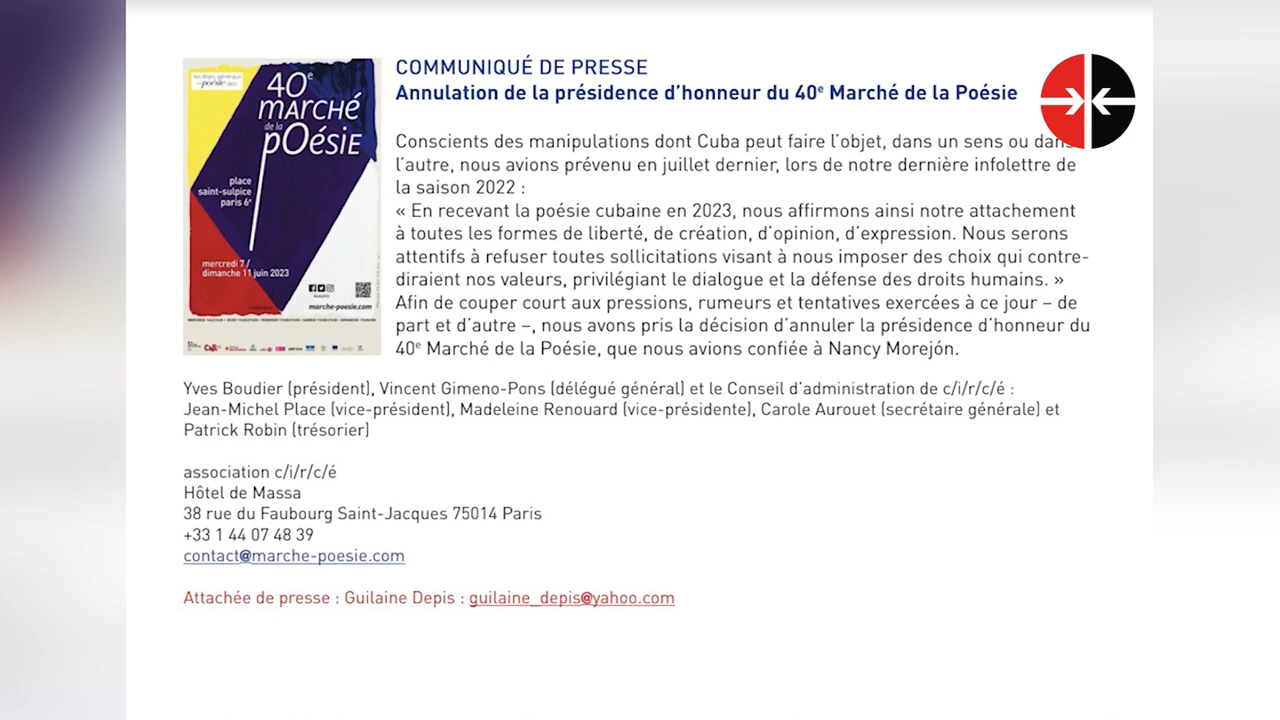 les états généraux
40e
marché
de la
pOésiE
place
saint-sulpice
paris 6e
mercredi 7 /
dimanche 11 juin 2023
marche-poesie.com
COMMUNIQUÉ DE PRESSE
Annulation de la présidence d'honneur du 40e Marché de la Poésie
Conscients des manipulations dont Cuba peut faire l'objet, dans un sens ou dans
l'autre, nous avions prévenu en juillet dernier, lors de notre dernière infolettre de
la saison 2022 :
« En recevant la poésie cubaine en 2023, nous affirmons ainsi notre attachement
à toutes les formes de liberté, de création, d'opinion, d'expression. Nous serons
attentifs à refuser toutes sollicitations visant à nous imposer des choix qui contre-
diraient nos valeurs, privilégiant le dialogue et la défense des droits humains. »
Afin de couper court aux pressions, rumeurs et tentatives exercées à ce jour – de
part et d'autre –, nous avons pris la décision d'annuler la présidence d'honneur du
40e Marché de la Poésie, que nous avions confiée à Nancy Morejón.
Yves Boudier (président), Vincent Gimeno-Pons (délégué général) et le Conseil d'administration de c/i/r/c/é :
Jean-Michel Place (vice-président), Madeleine Renouard (vice-présidente), Carole Aurouet (secrétaire générale) et
Patrick Robin (trésorier)
association c/i/r/c/é
Hôtel de Massa
38 rue du Faubourg Saint-Jacques 75014 Paris
+33 1 44 07 48 39
contact@marche-poesie.com
Attachée de presse : Guilaine Depis : guilaine_depis@yahoo.com